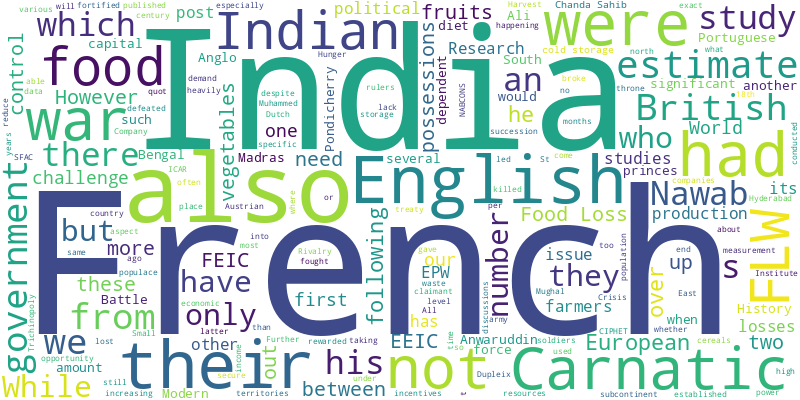 India
French
also
English
war
food
Indian
were
study
which
estimate
British
had
who
there
an
he
Nawab
Carnatic
not
their
his
FLW
government
we
from
but
these
more
have
only
FEIC
first
other
out
While
between
EEIC
has
two
European
force
Anwaruddin
EPW
our
following
number
they
issue
farmers
up
its
over
losses
History
when
production
studies
princes
World
several
Food Loss
need
one
Madras
vegetables
Anglo
Bengal
such
However
challenge
control
post
capital
political
fruits
Ali
diet
Research
South
possessions
dependent
Pondicherry
would
significant
another
Portuguese
Chanda Sahib
cold storage
Battle
amount
Modern
latter
Trichinopoly
Small
opportunity
populace
country
aspect
same
ago
lost
economic
territories
Further
rewarded
fought
Rivalry
Austrian
place
often
ICAR
SFAC
years
reduce
data
able
various
century
will
fortified
published
especially
Company
defeated
quot
demand
heavily
despite
Muhammed
Dutch
specific
rulers
lack
storage
Hunger
NABCONS
happening
Harvest
exact
north
what
broke
throne
no
months
succession
led
St
come
killed
treaty
companies
Hyderabad
conducted
per
where
or
into
most
than
income
secure
under
taking
level
All
claimant
gave
waste
Mughal
discussions
army
Crisis
too
population
end
East
about
measurement
Institute
whether
CIPHET
cereals
soldiers
used
time
so
Dupleix
incentives
resources
subcontinent
established
power
high
increasing
still